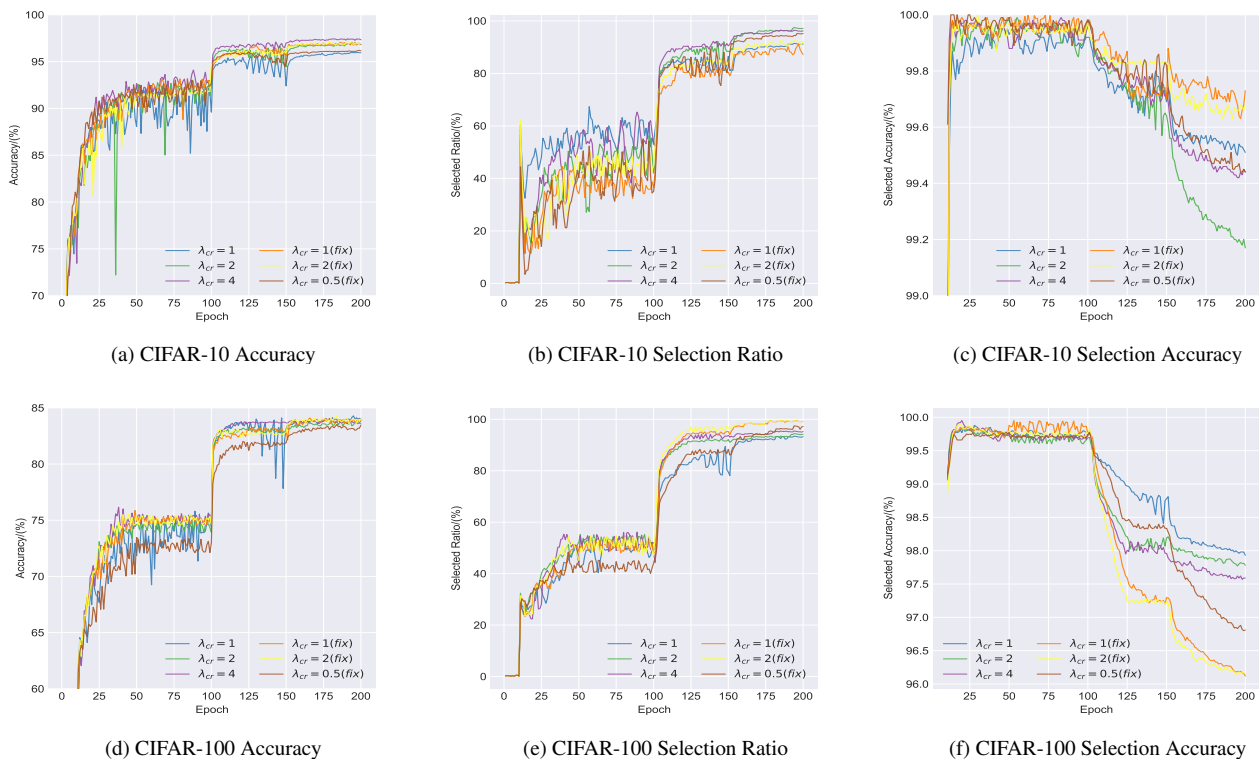 100
95
90
85
80
75
70
Accuracy/(%)
λcr = 1 λcr = 1(fix)
λcr = 2 λcr = 2(fix)
λcr = 4 λcr = 0.5(fix)
0 25 50 75 100 125 150 175 200
Epoch
(a) CIFAR-10 Accuracy
100
80
60
40
20
0
Selected Ratio/(%)
λcr = 1 λcr = 1(fix)
λcr = 2 λcr = 2(fix)
λcr = 4 λcr = 0.5(fix)
0 25 50 75 100 125 150 175 200
Epoch
(b) CIFAR-10 Selection Ratio
100.0
99.8
99.6
99.4
99.2
99.0
Selected Accuracy/(%)
λcr = 1 λcr = 1(fix)
λcr = 2 λcr = 2(fix)
λcr = 4 λcr = 0.5(fix)
25 50 75 100 125 150 175 200
Epoch
(c) CIFAR-10 Selection Accuracy
85
80
75
70
65
60
Accuracy/(%)
λcr = 1 λcr = 1(fix)
λcr = 2 λcr = 2(fix)
λcr = 4 λcr = 0.5(fix)
0 25 50 75 100 125 150 175 200
Epoch
(d) CIFAR-100 Accuracy
100
80
60
40
20
0
Selected Ratio/(%)
λcr = 1 λcr = 1(fix)
λcr = 2 λcr = 2(fix)
λcr = 4 λcr = 0.5(fix)
0 25 50 75 100 125 150 175 200
Epoch
(e) CIFAR-100 Selection Ratio
100.0
99.5
99.0
98.5
98.0
97.5
97.0
96.5
96.0
Selected Accuracy/(%)
λcr = 1 λcr = 1(fix)
λcr = 2 λcr = 2(fix)
λcr = 4 λcr = 0.5(fix)
25 50 75 100 125 150 175 200
Epoch
(f) CIFAR-100 Selection Accuracy